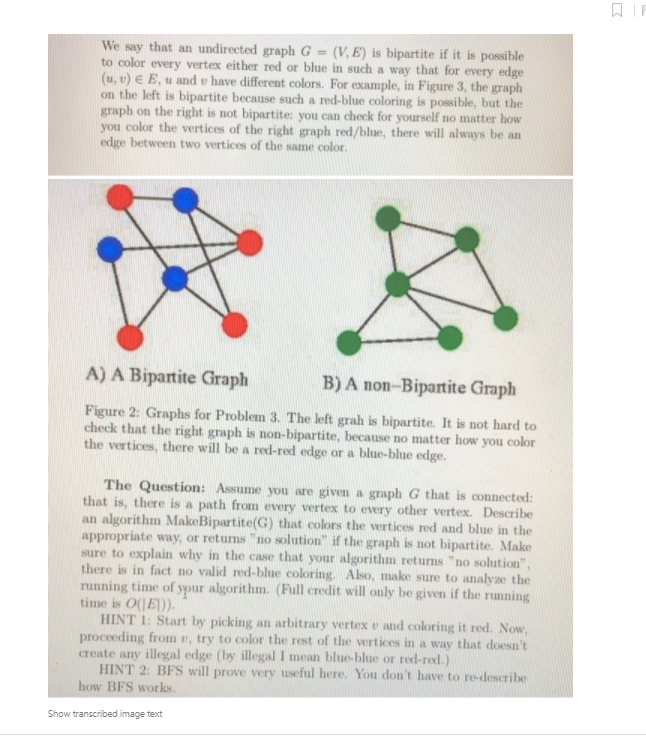 We say that an undirected graph G = (V, E) is bipartite if it is possible
to color every vertex either red or blue in such a way that for every edge
(u, v) ∈ E, u and v have different colors. For example, in Figure 3, the graph
on the left is bipartite because such a red-blue coloring is possible, but the
graph on the right is not bipartite: you can check for yourself no matter how
you color the vertices of the right graph red/blue, there will always be an
edge between two vertices of the same color.
A) A Bipartite Graph
B) A non-Bipartite Graph
Figure 2: Graphs for Problem 3. The left grah is bipartite. It is not hard to
check that the right graph is non-bipartite, because no matter how you color
the vertices, there will be a red-red edge or a blue-blue edge.
The Question: Assume you are given a graph G that is connected:
that is, there is a path from every vertex to every other vertex. Describe
an algorithm MakeBipartite(G) that colors the vertices red and blue in the
appropriate way, or returns "no solution" if the graph is not bipartite. Make
sure to explain why in the case that your algorithm returns "no solution",
there is in fact no valid red-blue coloring. Also, make sure to analyze the
running time of your algorithm. (Full credit will only be given if the running
time is O(|E|)).
HINT 1: Start by picking an arbitrary vertex v and coloring it red. Now,
proceeding from v, try to color the rest of the vertices in a way that doesn't
create any illegal edge (by illegal I mean blue-blue or red-red.)
HINT 2: BFS will prove very useful here. You don't have to re-describe
how BFS works.
Show transcribed image text